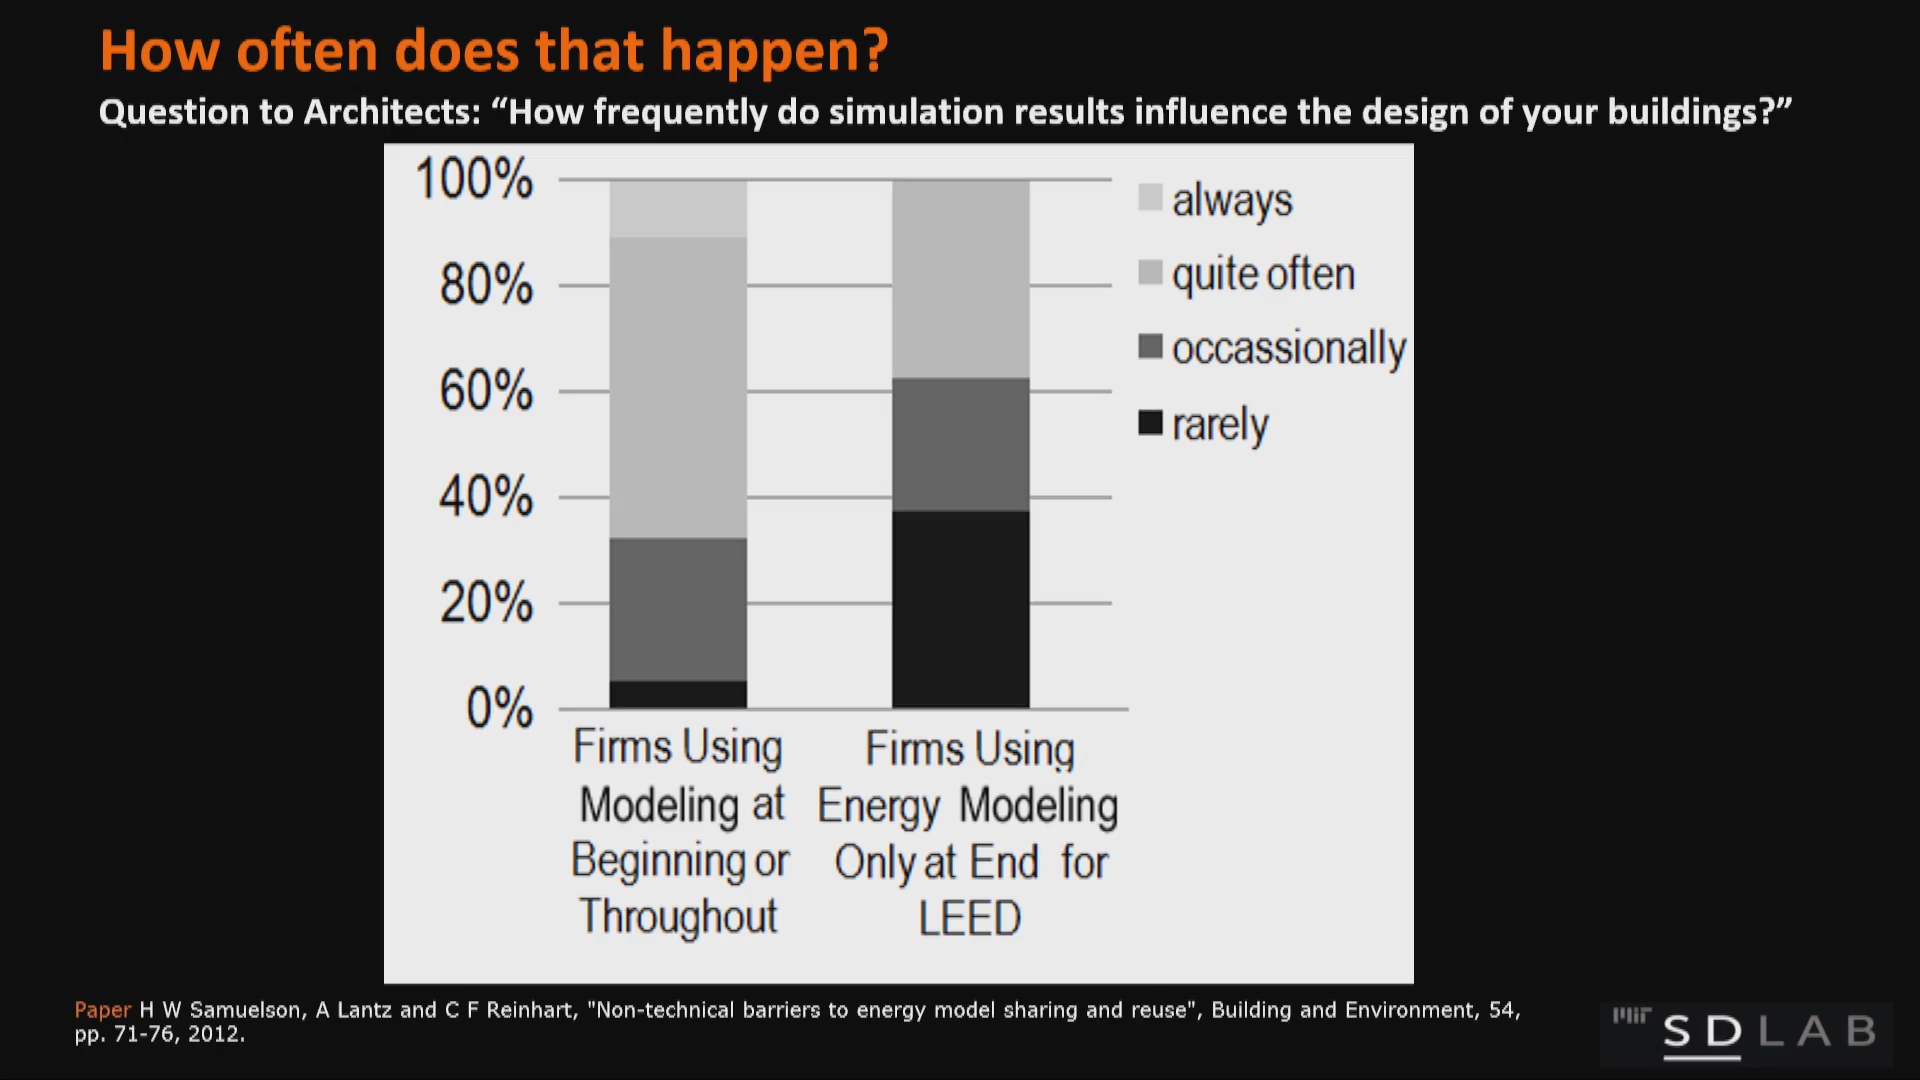 How often does that happen?
Question to Architects: “How frequently do simulation results influence the design of your buildings?”
100%
80%
60%
40%
20%
0%
always
quite often
occassionally
rarely
Firms Using
Modeling at
Beginning or
Throughout
Firms Using
Energy Modeling
Only at End for
LEED
Paper H W Samuelson, A Lantz and C F Reinhart, "Non-technical barriers to energy model sharing and reuse", Building and Environment, 54,
pp. 71-76, 2012.
MIT SDLAB